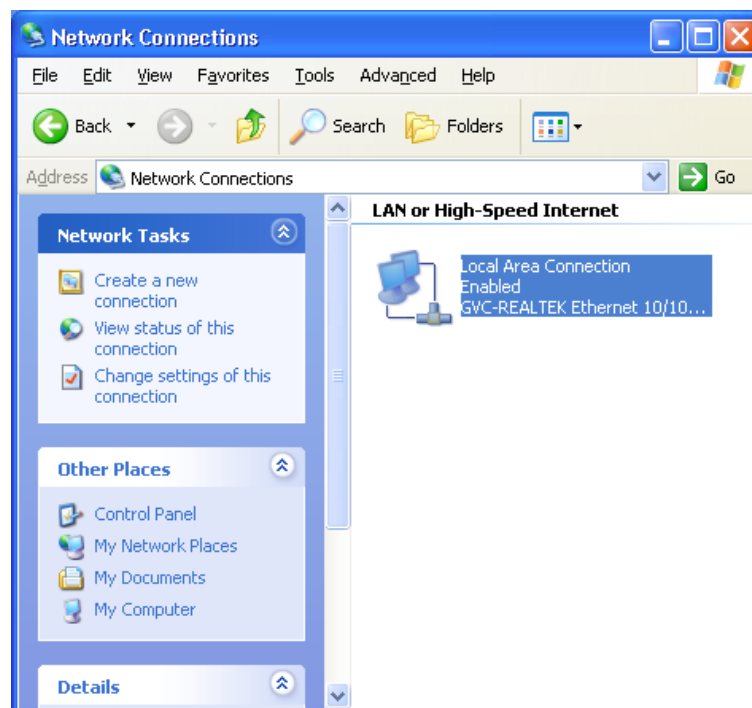 Network Connections
File Edit View Favorites Tools Advanced Help
Back Search Folders
Address Network Connections Go
Network Tasks
Create a new
connection
View status of this
connection
Change settings of this
connection
Other Places
Control Panel
My Network Places
My Documents
My Computer
Details
LAN or High-Speed Internet
Local Area Connection
Enabled
GVC-REALTEK Ethernet 10/10...